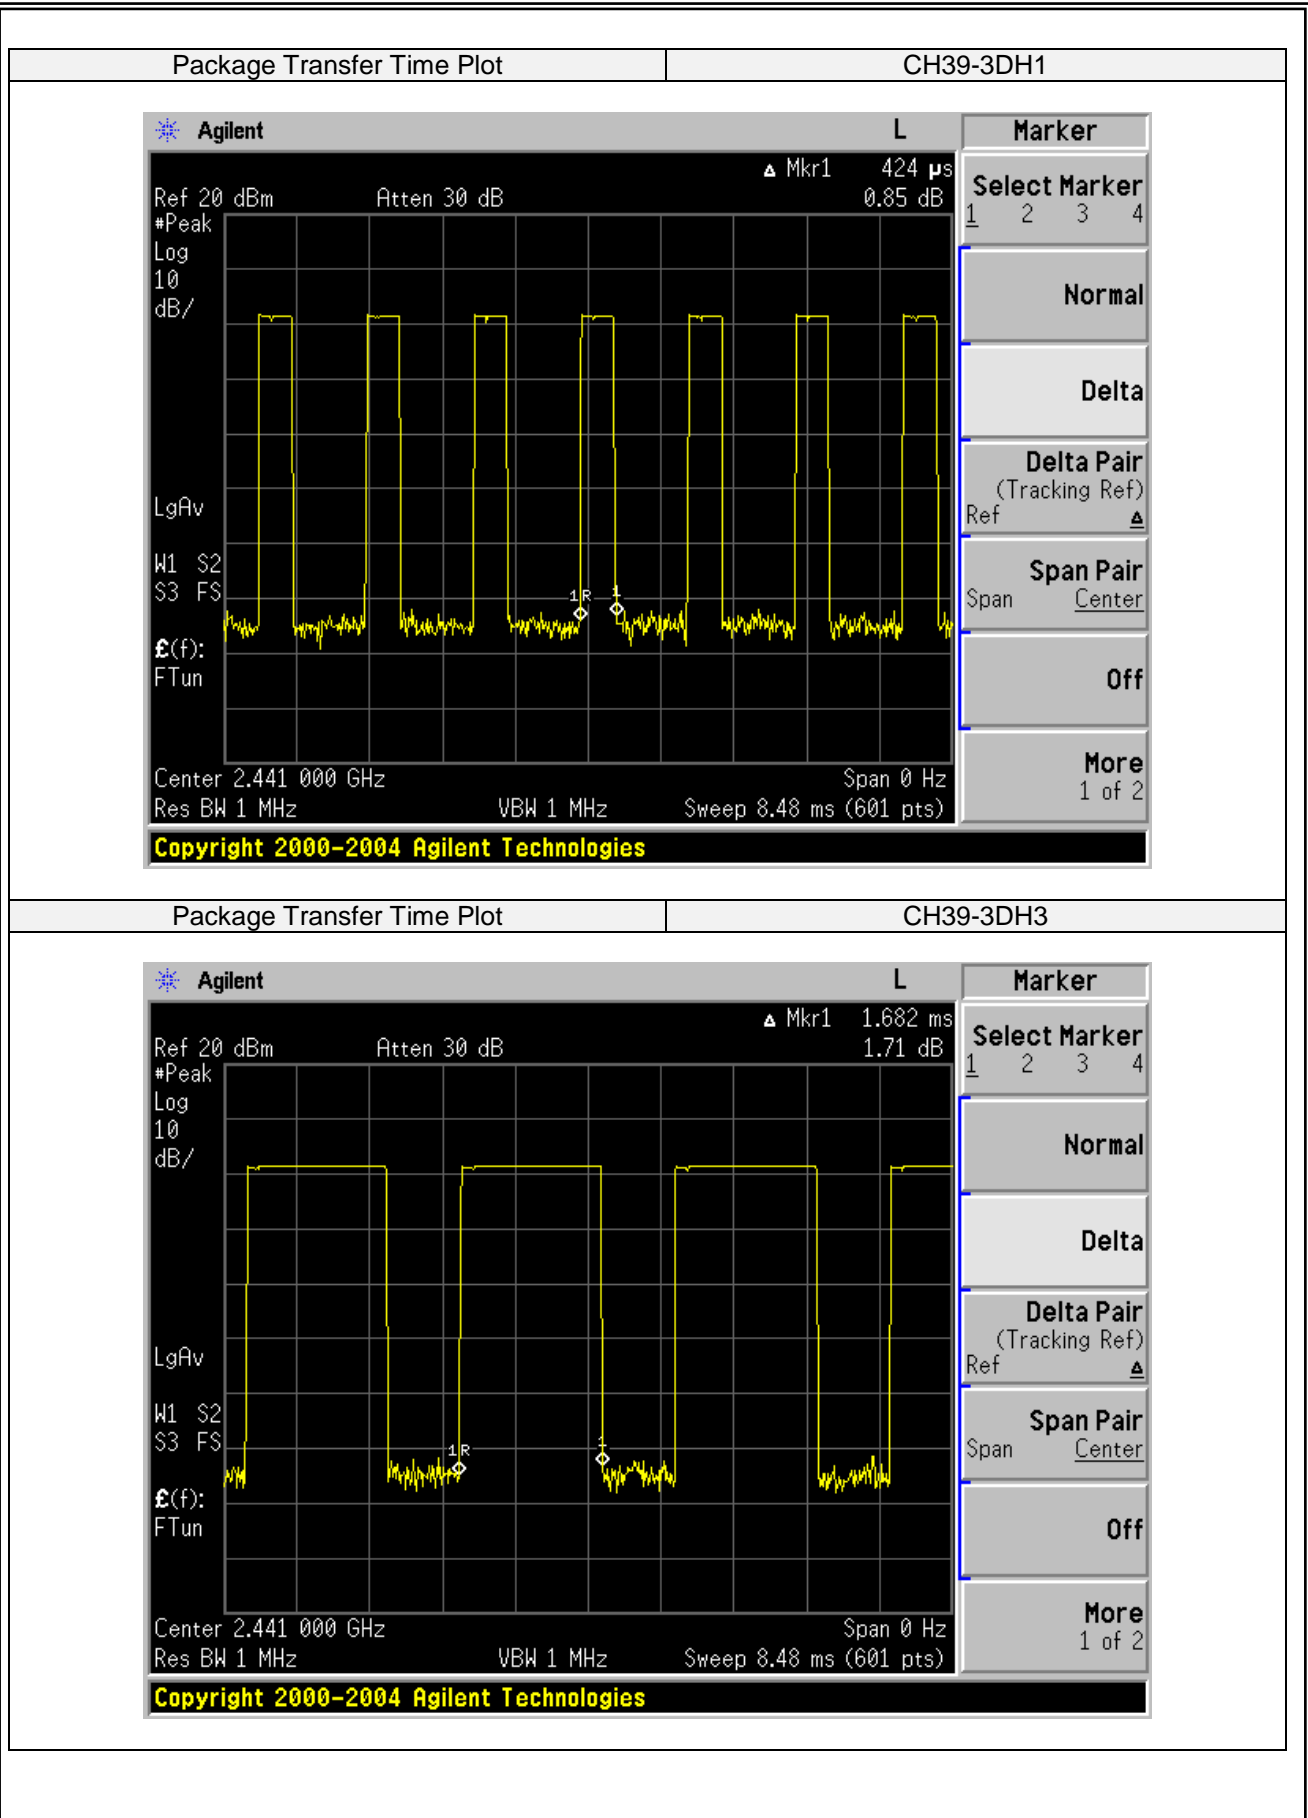 Package Transfer Time Plot CH39-3DH1
Agilent L Marker
Δ Mkr1 424 μs
Ref 20 dBm Atten 30 dB 0.85 dB
Select Marker
1 2 3 4
#Peak
Log
10
dB/
Normal
Delta
Delta Pair
(Tracking Ref)
Ref Δ
LgAv
W1 S2
S3 FS
1R 1
Span Pair
Span Center
£(f):
FTun
Off
Center 2.441 000 GHz Span 0 Hz
Res BW 1 MHz VBW 1 MHz Sweep 8.48 ms (601 pts)
More
1 of 2
Copyright 2000-2004 Agilent Technologies
Package Transfer Time Plot CH39-3DH3
Agilent L Marker
Δ Mkr1 1.682 ms
Ref 20 dBm Atten 30 dB 1.71 dB
Select Marker
1 2 3 4
#Peak
Log
10
dB/
Normal
Delta
Delta Pair
(Tracking Ref)
Ref Δ
LgAv
W1 S2
S3 FS
1R 1
Span Pair
Span Center
£(f):
FTun
Off
Center 2.441 000 GHz Span 0 Hz
Res BW 1 MHz VBW 1 MHz Sweep 8.48 ms (601 pts)
More
1 of 2
Copyright 2000-2004 Agilent Technologies